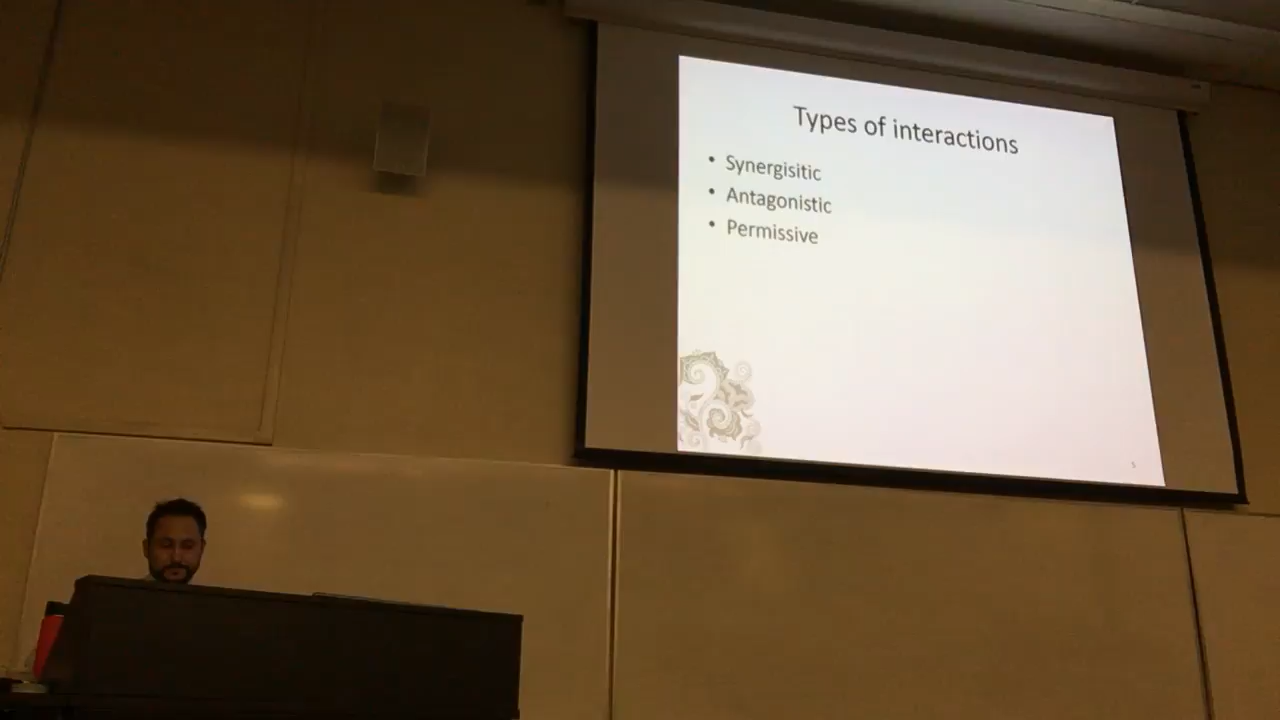 Types of interactions
• Synergisitic
• Antagonistic
• Permissive